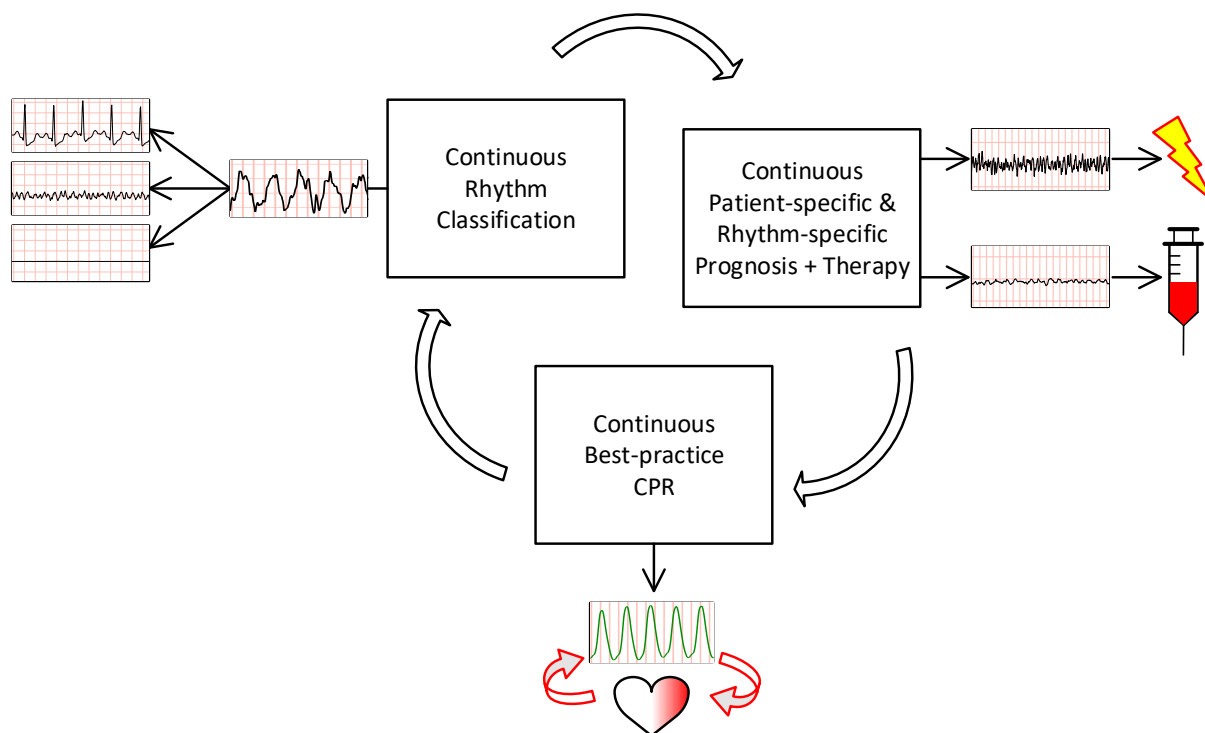 Continuous
Rhythm
Classification
Continuous
Patient-specific &
Rhythm-specific
Prognosis + Therapy
Continuous
Best-practice
CPR